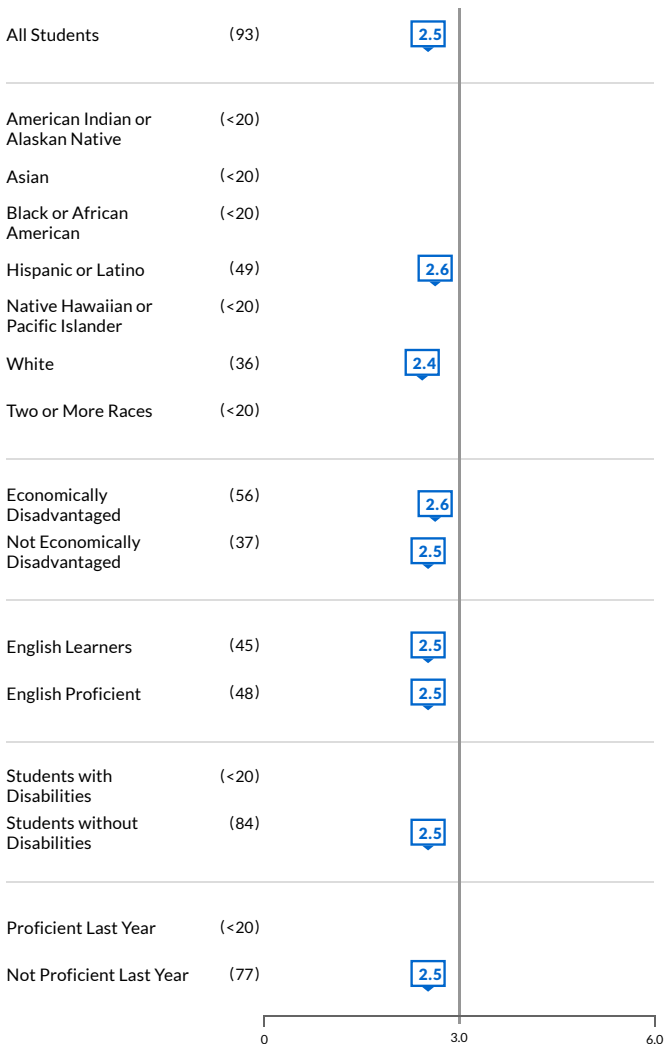 All Students (93) 2.5
American Indian or (<20)
Alaskan Native
Asian (<20)
Black or African (<20)
American
Hispanic or Latino (49) 2.6
Native Hawaiian or (<20)
Pacific Islander
White (36) 2.4
Two or More Races (<20)
Economically (56) 2.6
Disadvantaged
Not Economically (37) 2.5
Disadvantaged
English Learners (45) 2.5
English Proficient (48) 2.5
Students with (<20)
Disabilities
Students without (84) 2.5
Disabilities
Proficient Last Year (<20)
Not Proficient Last Year (77) 2.5
0 3.0 6.0